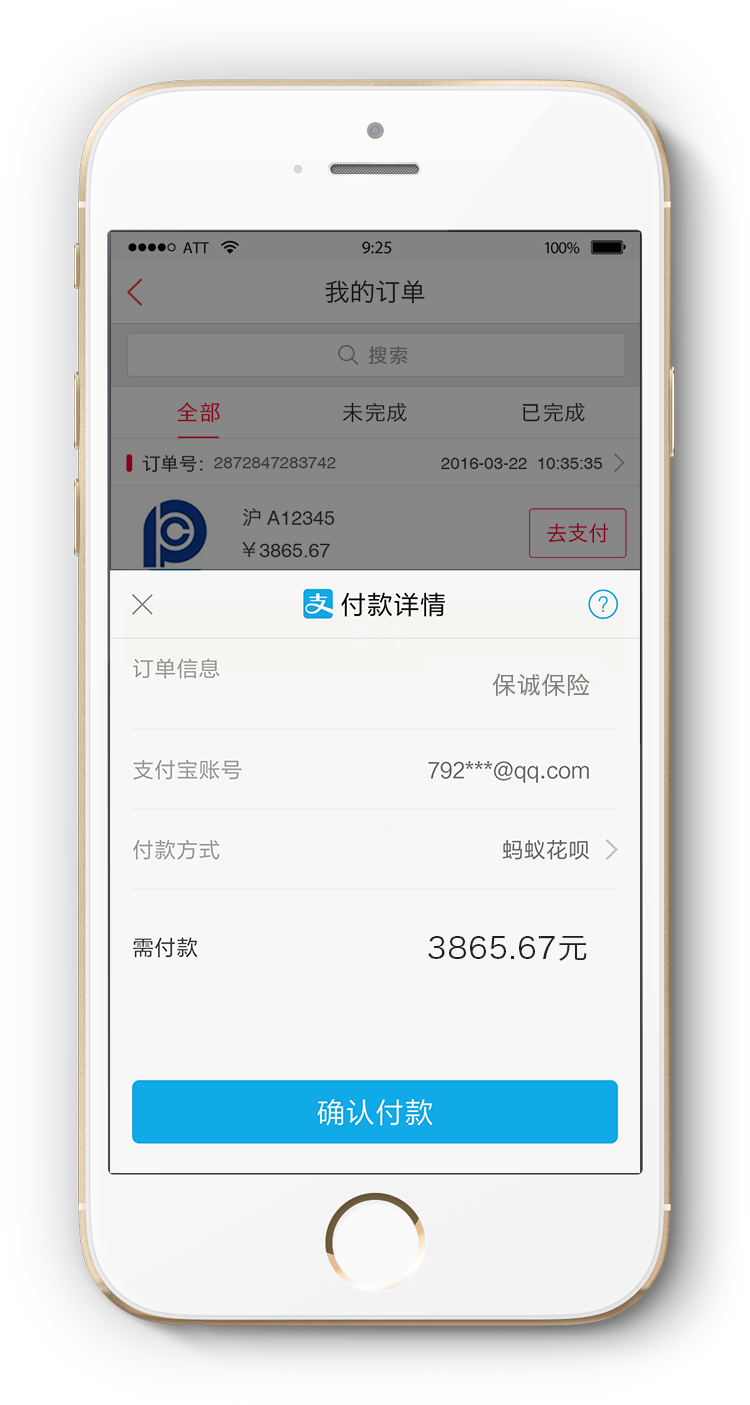 ATT 9:25 100%
我的订单
搜索
全部 未完成 已完成
订单号: 2872847283742 2016-03-22 10:35:35
沪 A12345
¥3865.67
去支付
支 付款详情 ?
订单信息 保诚保险
支付宝账号 792***@qq.com
付款方式 蚂蚁花呗
需付款 3865.67元
确认付款